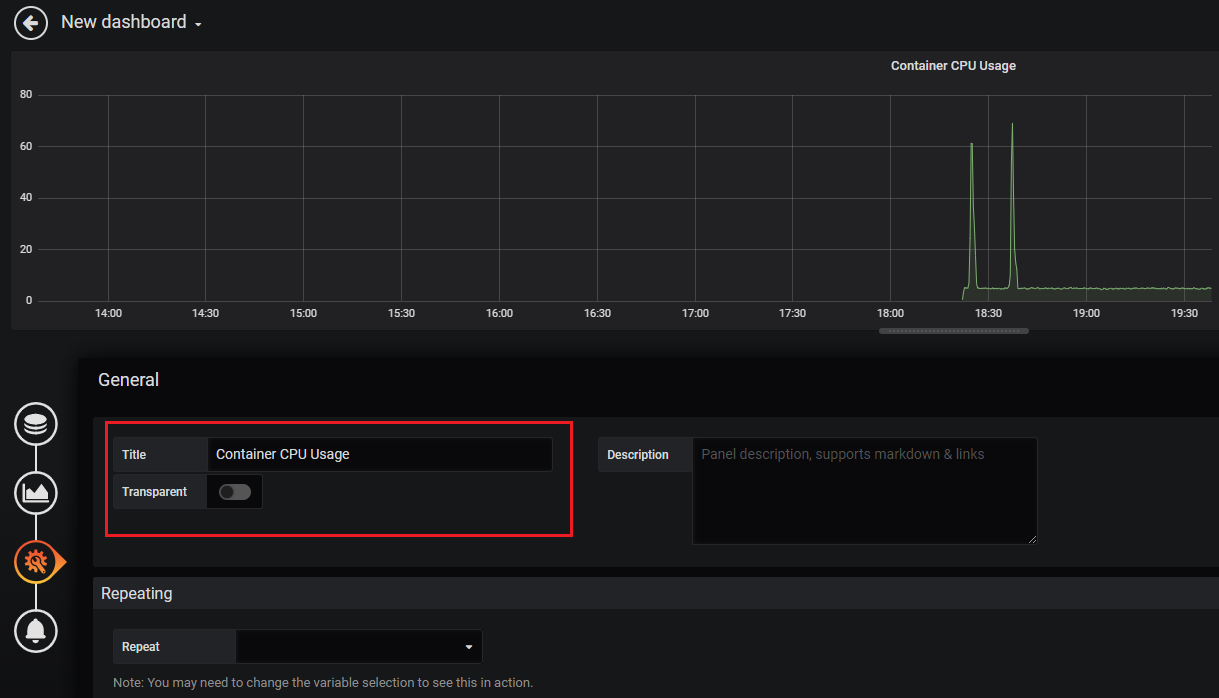 New dashboard
Container CPU Usage
80
60
40
20
0
14:00 14:30 15:00 15:30 16:00 16:30 17:00 17:30 18:00 18:30 19:00 19:30
General
Title Container CPU Usage
Description Panel description, supports markdown & links
Transparent
Repeating
Repeat
Note: You may need to change the variable selection to see this in action.